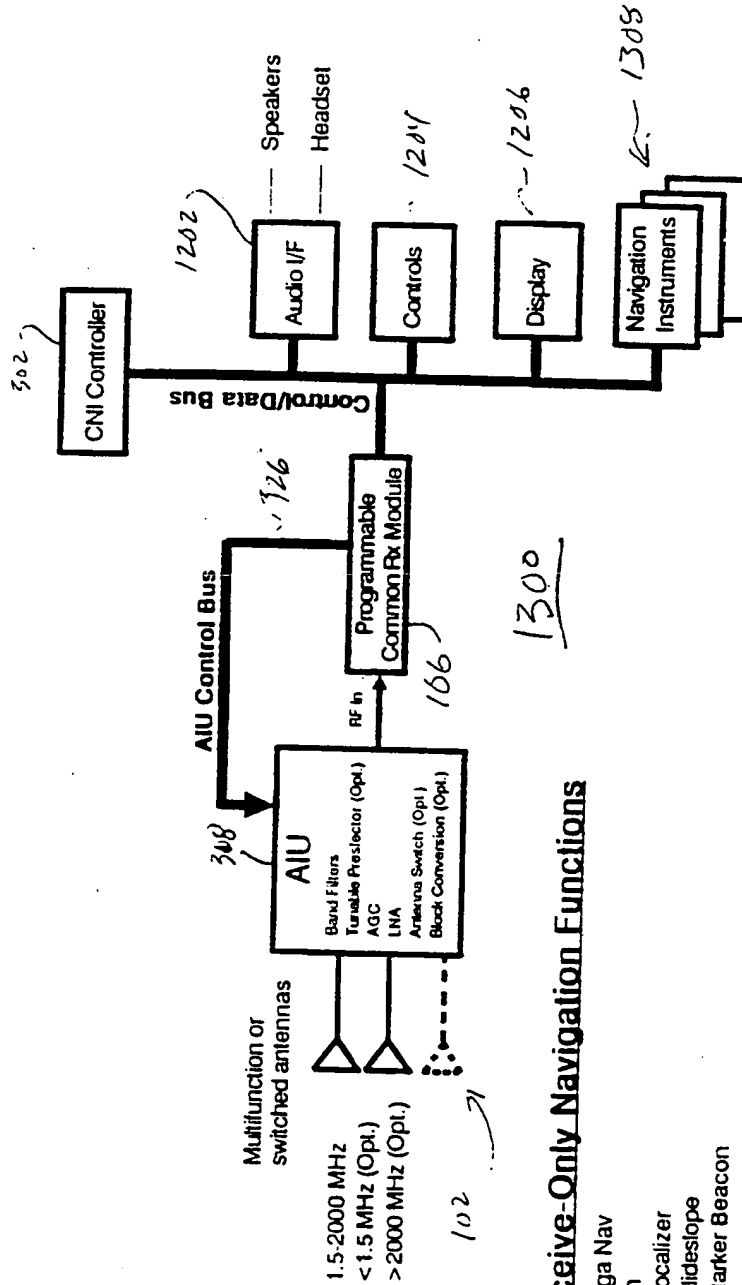 302
CNI Controller
1202
Audio I/F
Speakers
Headset
Control/Data Bus
Controls
1204
Display
1206
Navigation
Instruments
1308
AIU Control Bus
326
Programmable
Common Rx Module
106
RF In
308
AIU
Band Filters
Tunable Preslector (Opt.)
AGC
LNA
Antenna Switch (Opt.)
Block Conversion (Opt.)
Multifunction or
switched antennas
1.5-2000 MHz
< 1.5 MHz (Opt.)
> 2000 MHz (Opt.)
102
1300
ceive-Only Navigation Functions
ga Nav
n
ocalizer
lideslope
arker Beacon